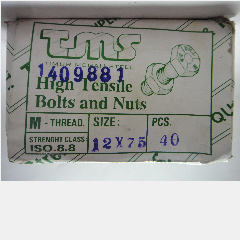 tms
1409881
High Tensile
Bolts and Nuts
M - THREAD. SIZE: PCS.
STRENGHT CLASS:
ISO.8.8 12X75 40